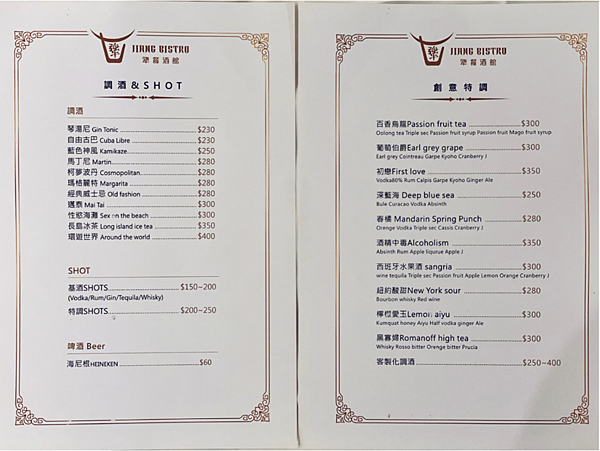 JIANG BISTRO
犟餐酒館
調酒&SHOT
調酒
琴湯尼 Gin Tonic $230
自由古巴 Cuba Libre $230
藍色神風 Kamikaze $250
馬丁尼 Martin $280
柯夢波丹 Cosmopolitan $280
瑪格麗特 Margarita $280
經典威士忌 Old fashion $280
邁泰 Mai Tai $300
性慾海灘 Sex on the beach $300
長島冰茶 Long island ice tea $350
環遊世界 Around the world $400
SHOT
基酒SHOTS $150~200
(Vodka/Rum/Gin/Tequila/Whisky)
特調SHOTS $200~250
啤酒 Beer
海尼根HEINEKEN $60
JIANG BISTRO
犟餐酒館
創意特調
百香烏龍Passion fruit tea $300
Oolong tea Triple sec Passion fruit syrup Passion fruit Mago fruit syrup
葡萄伯爵Earl grey grape $300
Earl grey Cointreau Garpe Kyoho Cranberry J
初戀First love $350
Vodka80% Rum Calpis Garpe Kyoho Ginger Ale
深藍海 Deep blue sea $250
Bule Curacao Vodka Absinth
春橘 Mandarin Spring Punch $280
Orenge Vodka Triple sec Cassis Cranberry J
酒精中毒Alcoholism $350
Absinth Rum Apple liqurue Apple J
西班牙水果酒 sangria $300
wine tequila Triple sec Passion fruit Apple Lemon Orange Cranberry J
紐約酸甜New York sour $280
Bourbon whisky Red wine
檸檬愛玉Lemon aiyu $300
Kumquat honey Aiyu Half vodka ginger Ale
黑寡婦Romanoff high tea $300
Whisky Rosso bitter Orenge bitter Prucia
客製化調酒 $250~400